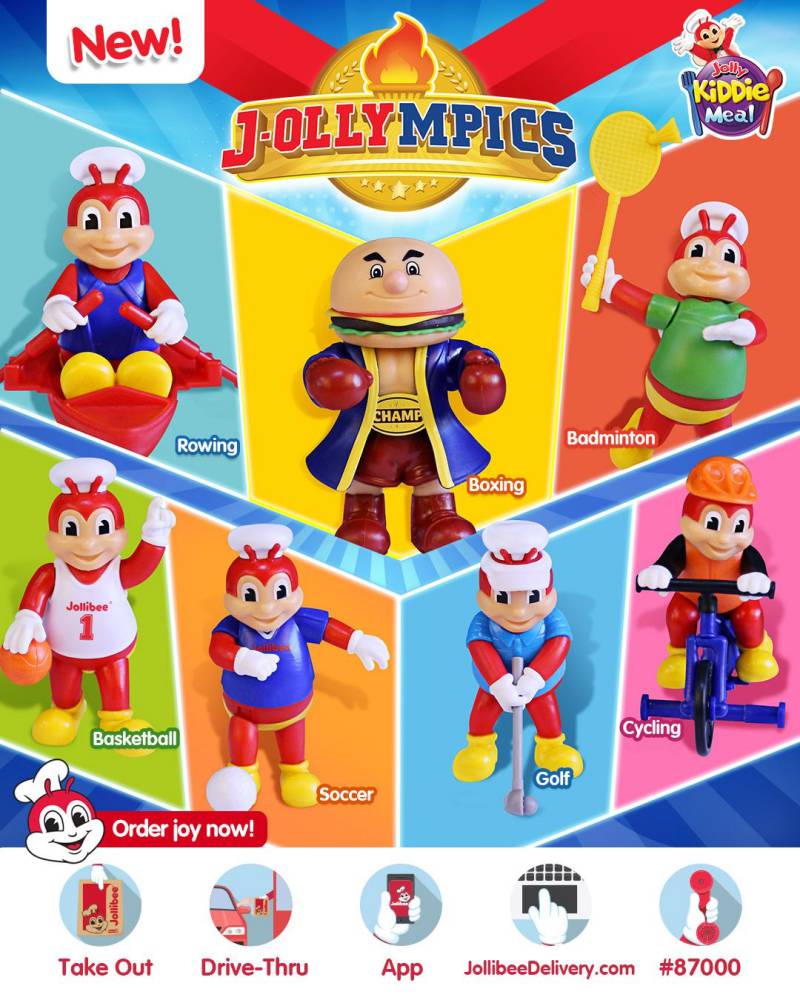 New!
J-OLLYMPICS
Jolly
KiDDie
Meal
Rowing
CHAMP
Boxing
Badminton
Jollibee
1
Basketball
Jollibee
Soccer
Golf
Cycling
Order joy now!
Jollibee
Take Out
Drive-Thru
App
JollibeeDelivery.com
#87000